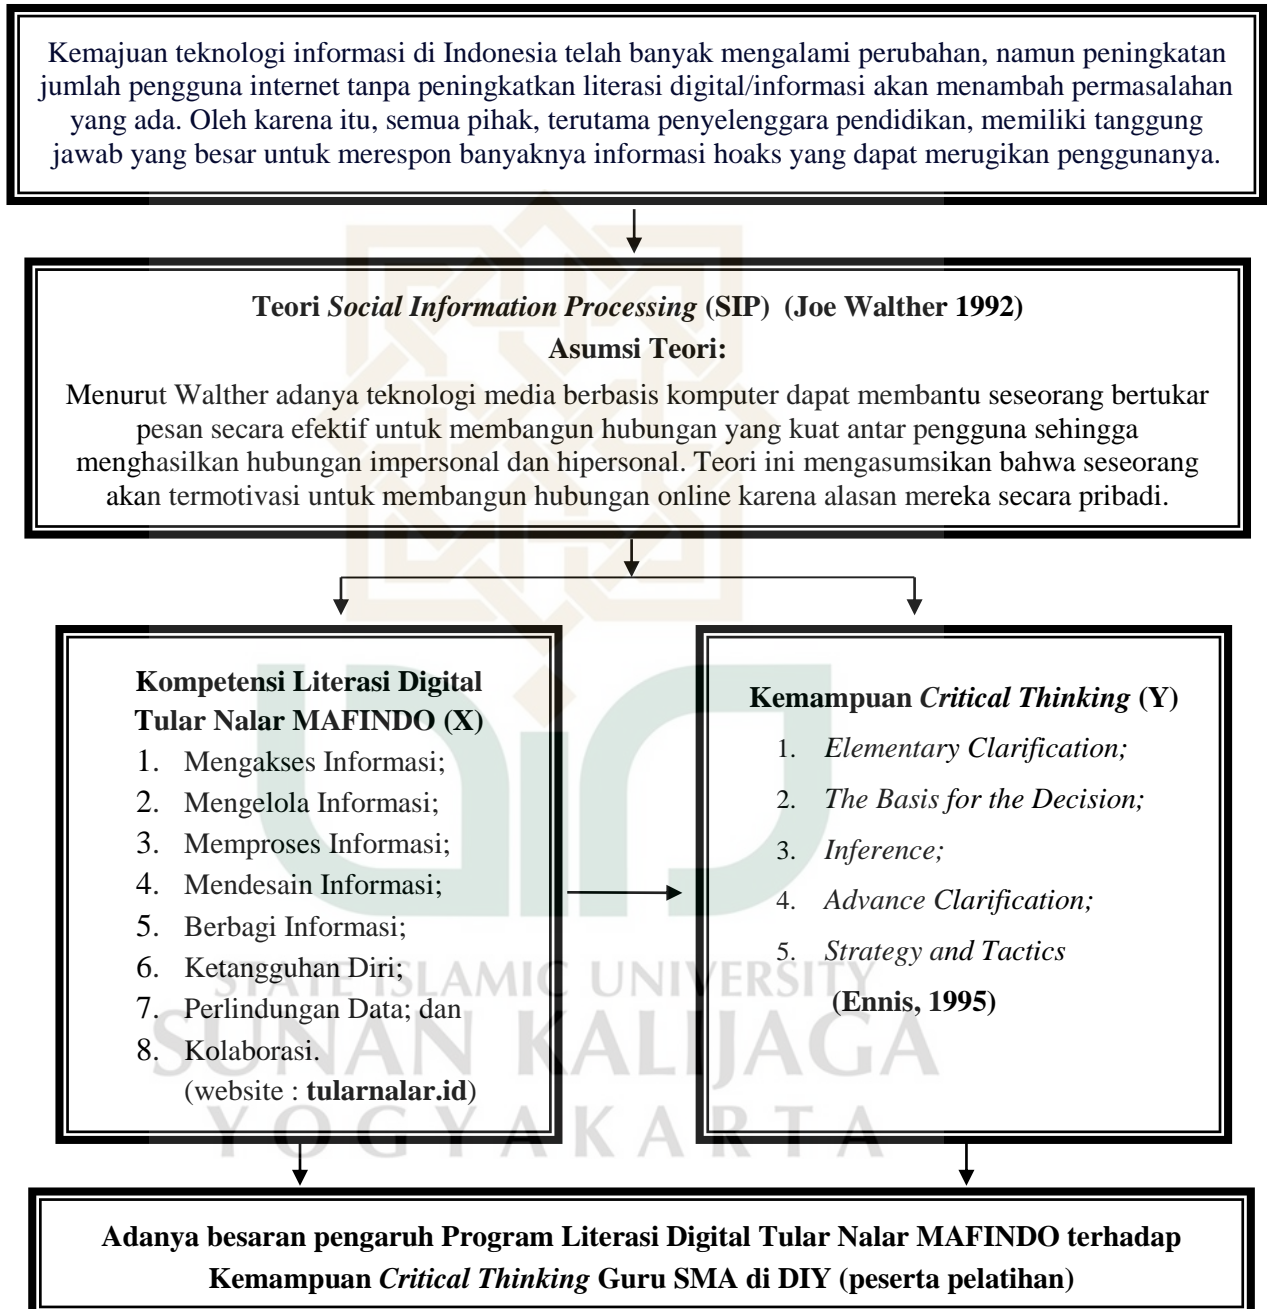 Kemajuan teknologi informasi di Indonesia telah banyak mengalami perubahan, namun peningkatan
jumlah pengguna internet tanpa peningkatkan literasi digital/informasi akan menambah permasalahan
yang ada. Oleh karena itu, semua pihak, terutama penyelenggara pendidikan, memiliki tanggung
jawab yang besar untuk merespon banyaknya informasi hoaks yang dapat merugikan penggunanya.
Teori Social Information Processing (SIP) (Joe Walther 1992)
Asumsi Teori:
Menurut Walther adanya teknologi media berbasis komputer dapat membantu seseorang bertukar
pesan secara efektif untuk membangun hubungan yang kuat antar pengguna sehingga
menghasilkan hubungan impersonal dan hipersonal. Teori ini mengasumsikan bahwa seseorang
akan termotivasi untuk membangun hubungan online karena alasan mereka secara pribadi.
Kompetensi Literasi Digital
Tular Nalar MAFINDO (X)
1. Mengakses Informasi;
2. Mengelola Informasi;
3. Memproses Informasi;
4. Mendesain Informasi;
5. Berbagi Informasi;
6. Ketangguhan Diri;
7. Perlindungan Data; dan
8. Kolaborasi.
(website : tularnalar.id)
Kemampuan Critical Thinking (Y)
1. Elementary Clarification;
2. The Basis for the Decision;
3. Inference;
4. Advance Clarification;
5. Strategy and Tactics
(Ennis, 1995)
STATE ISLAMIC UNIVERSITY
SUNAN KALIJAGA
YOGYAKARTA
Adanya besaran pengaruh Program Literasi Digital Tular Nalar MAFINDO terhadap
Kemampuan Critical Thinking Guru SMA di DIY (peserta pelatihan)